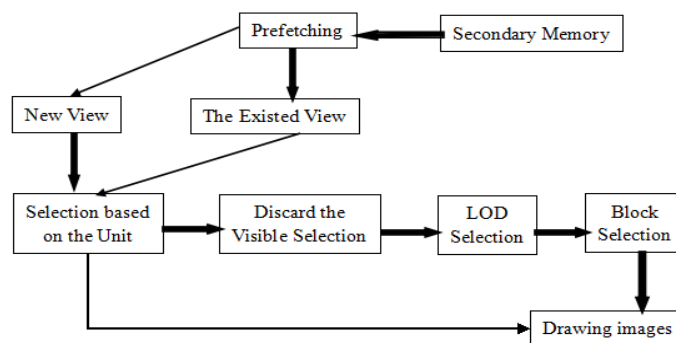 Prefetching
Secondary Memory
New View
The Existed View
Selection based
on the Unit
Discard the
Visible Selection
LOD
Selection
Block
Selection
Drawing images